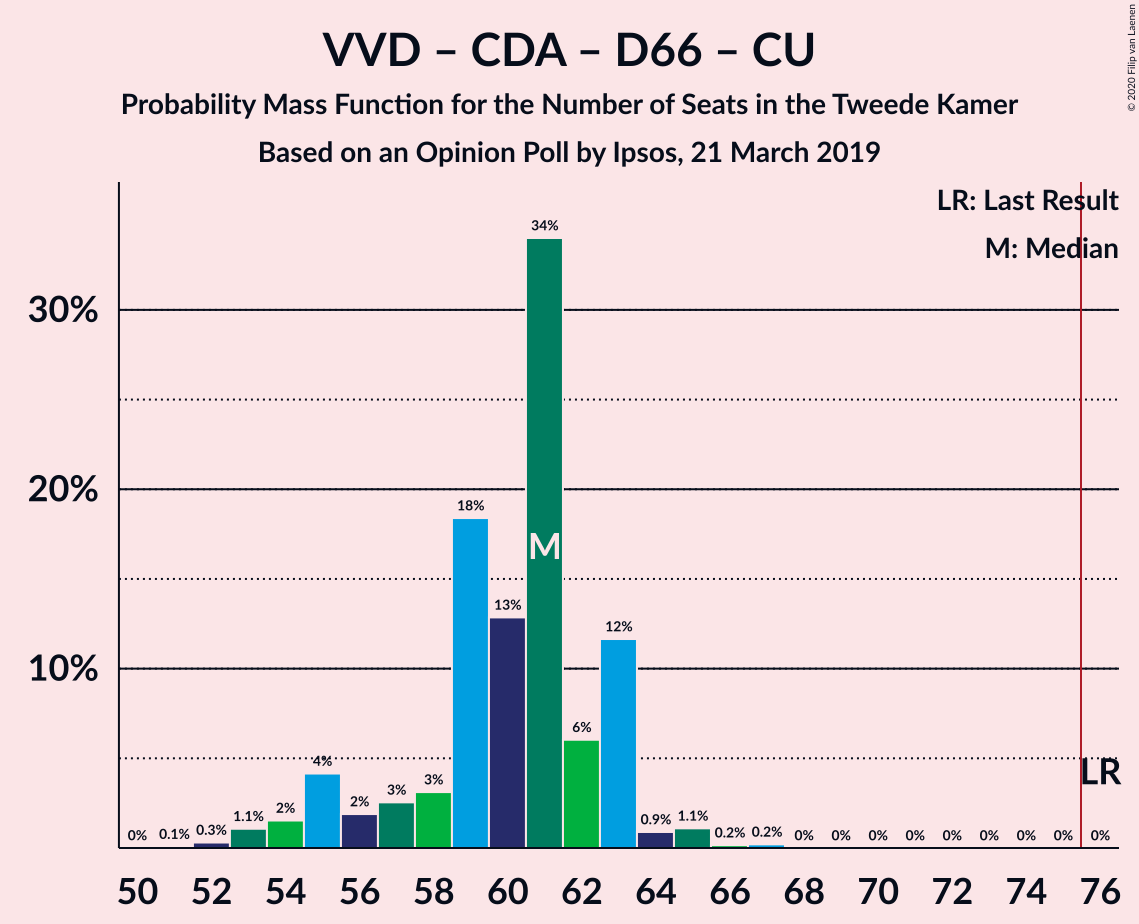 VVD – CDA – D66 – CU
Probability Mass Function for the Number of Seats in the Tweede Kamer
Based on an Opinion Poll by Ipsos, 21 March 2019
© 2020 Filip van Laenen
LR: Last Result
M: Median
30%
20%
10%
0% 0.1% 0.3% 1.1% 2% 4% 2% 3% 3% 18% 13% 34% 6% 12% 0.9% 1.1% 0.2% 0.2% 0% 0% 0% 0% 0% 0% 0% 0% 0%
M
LR
50 52 54 56 58 60 62 64 66 68 70 72 74 76